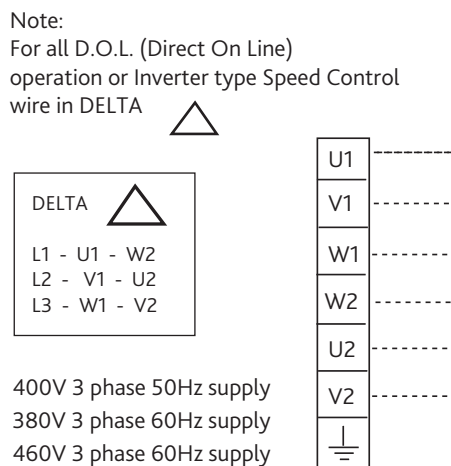 Note:
For all D.O.L. (Direct On Line)
operation or Inverter type Speed Control
wire in DELTA
DELTA
L1 - U1 - W2
L2 - V1 - U2
L3 - W1 - V2
400V 3 phase 50Hz supply
380V 3 phase 60Hz supply
460V 3 phase 60Hz supply
U1
V1
W1
W2
U2
V2